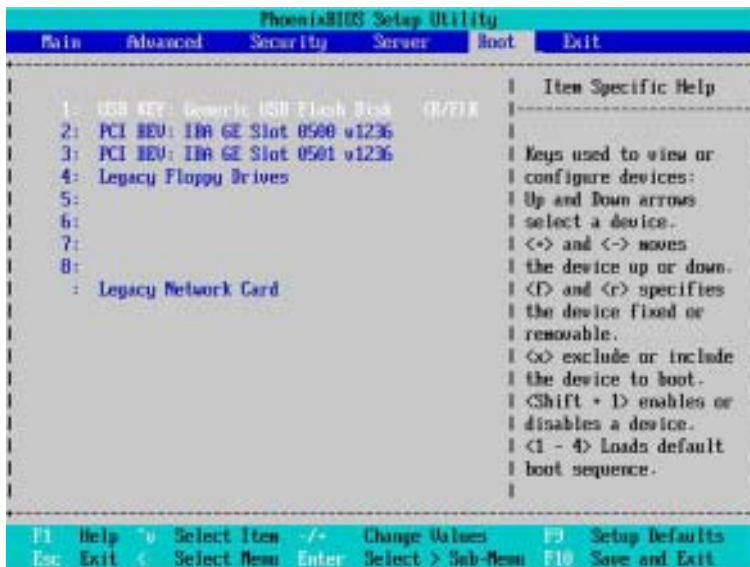 PhoenixBIOS Setup Utility
Main Advanced Security Server Boot Exit
Item Specific Help
1: USB KEY: Generic USB Flash Disk
2: PCI BEV: IBA GE Slot 0500 v1236
3: PCI BEV: IBA GE Slot 0501 v1236
4: Legacy Floppy Drives
5:
6:
7:
8:
: Legacy Network Card
Keys used to view or
configure devices:
Up and Down arrows
select a device.
<+> and <-> moves
the device up or down.
<f> and <r> specifies
the device fixed or
removable.
<x> exclude or include
the device to boot.
<Shift + 1> enables or
disables a device.
<1 - 4> Loads default
boot sequence.
F1 Help ^v Select Item -/+ Change Values F9 Setup Defaults
Esc Exit < Select Menu Enter Select > Sub-Menu F10 Save and Exit